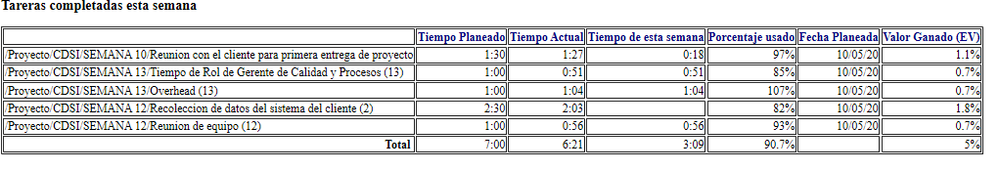 Tareras completadas esta semana
Tiempo Planeado Tiempo Actual Tiempo de esta semana Porcentaje usado Fecha Planeada Valor Ganado (EV)
/Proyecto/CDSI/SEMANA 10/Reunion con el cliente para primera entrega de proyecto 1:30 1:27 0:18 97% 10/05/20 1.1%
/Proyecto/CDSI/SEMANA 13/Tiempo de Rol de Gerente de Calidad y Procesos (13) 1:00 0:51 0:51 85% 10/05/20 0.7%
/Proyecto/CDSI/SEMANA 13/Overhead (13) 1:00 1:04 1:04 107% 10/05/20 0.7%
/Proyecto/CDSI/SEMANA 12/Recoleccion de datos del sistema del cliente (2) 2:30 2:03 82% 10/05/20 1.8%
/Proyecto/CDSI/SEMANA 12/Reunion de equipo (12) 1:00 0:56 0:56 93% 10/05/20 0.7%
Total 7:00 6:21 3:09 90.7% 5%